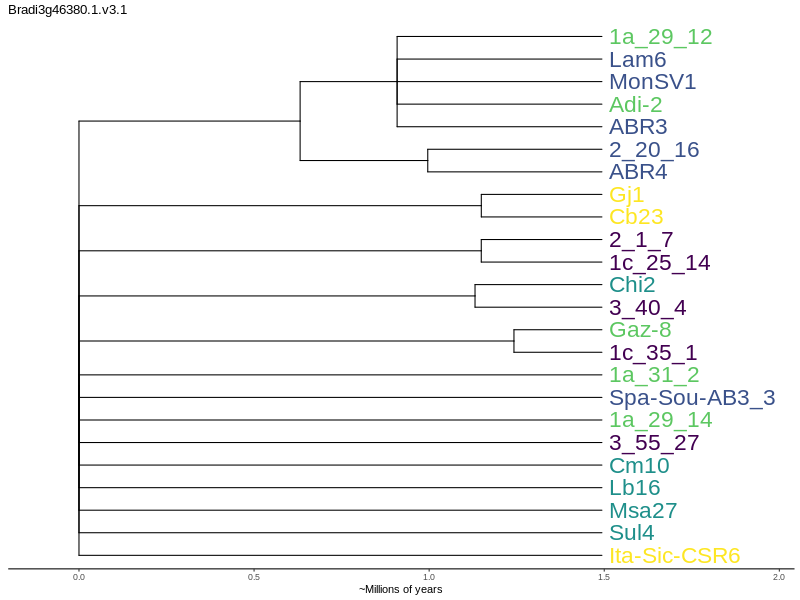 Bradi3g46380.1.v3.1
1a_29_12
Lam6
MonSV1
Adi-2
ABR3
2_20_16
ABR4
Gj1
Cb23
2_1_7
1c_25_14
Chi2
3_40_4
Gaz-8
1c_35_1
1a_31_2
Spa-Sou-AB3_3
1a_29_14
3_55_27
Cm10
Lb16
Msa27
Sul4
Ita-Sic-CSR6
0.0 0.5 1.0 1.5 2.0
~Millions of years